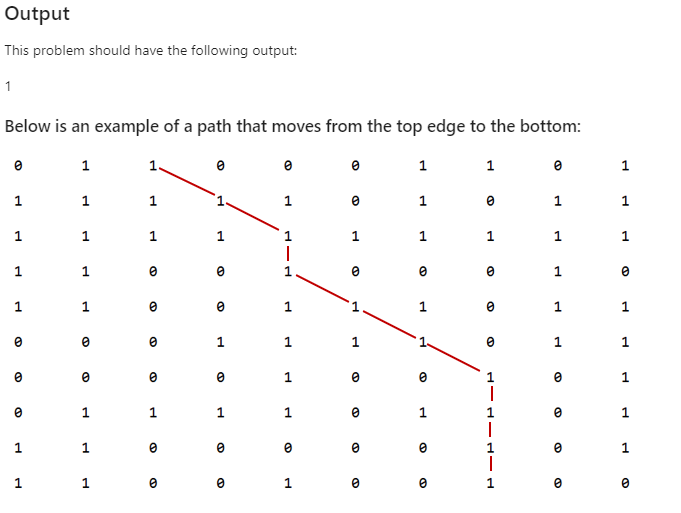 Output
This problem should have the following output:
1
Below is an example of a path that moves from the top edge to the bottom:
0 1 1 0 0 0 1 1 0 1
1 1 1 1 1 0 1 0 1 1
1 1 1 1 1 1 1 1 1 1
1 1 0 0 1 0 0 0 1 0
1 1 0 0 1 1 1 0 1 1
0 0 0 1 1 1 1 0 1 1
0 0 0 0 1 0 0 1 0 1
0 1 1 1 1 0 1 1 0 1
1 1 0 0 0 0 0 1 0 1
1 1 0 0 1 0 0 1 0 0